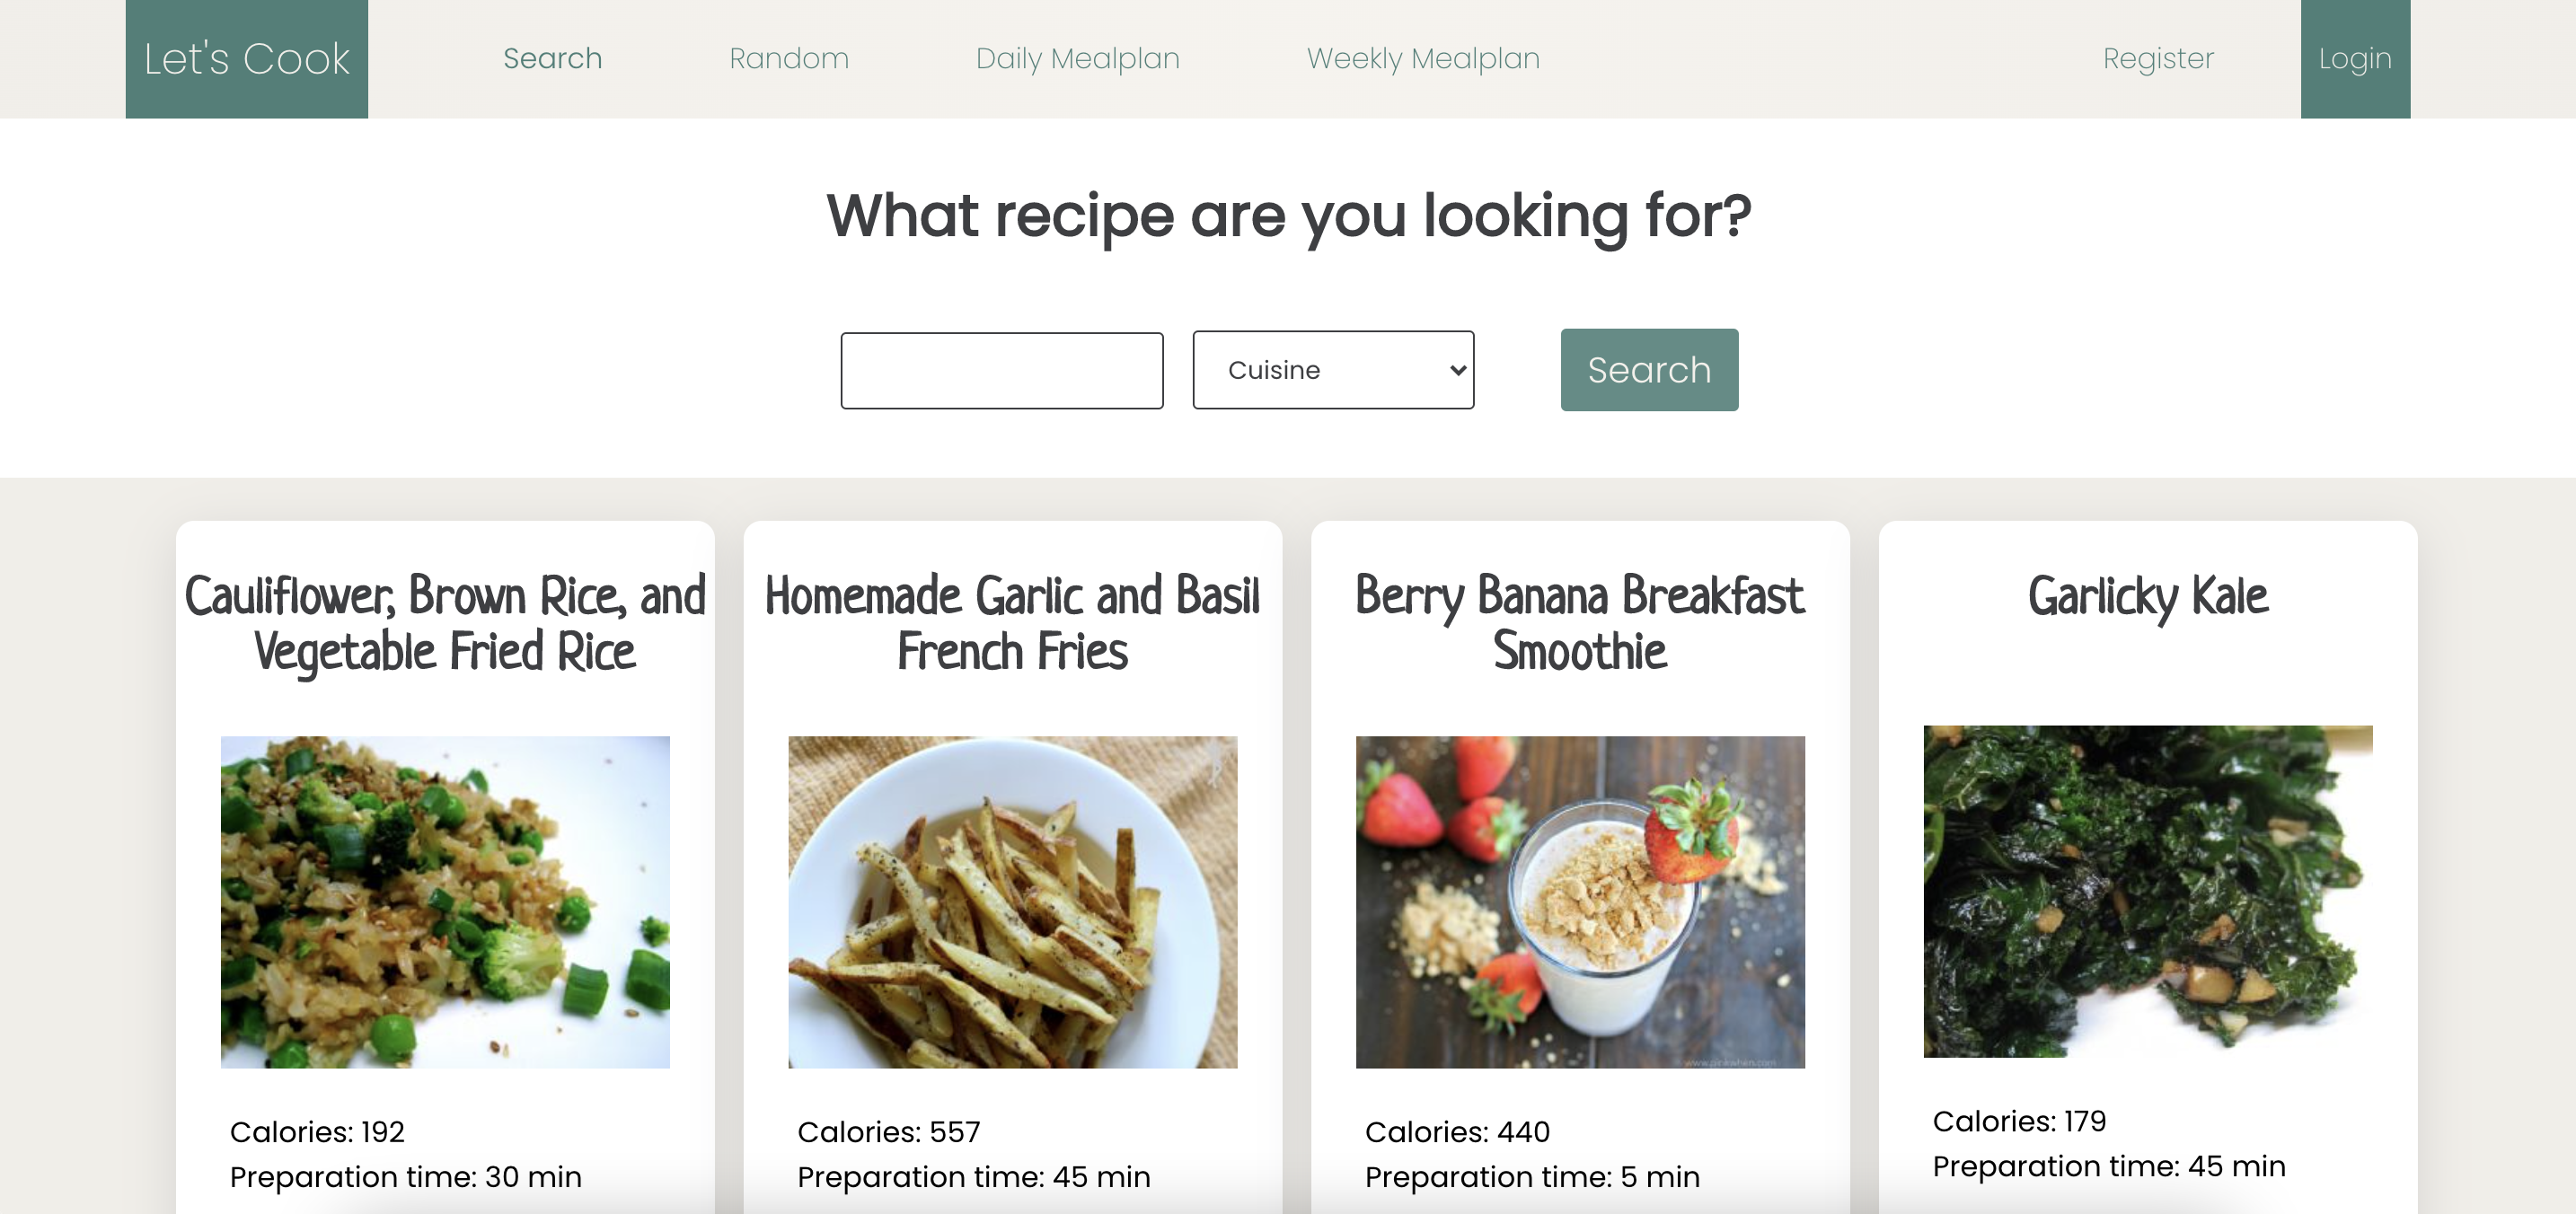 Let's Cook
Search
Random
Daily Mealplan
Weekly Mealplan
Register
Login
What recipe are you looking for?
Cuisine
Search
Cauliflower, Brown Rice, and
Vegetable Fried Rice
Calories: 192
Preparation time: 30 min
Homemade Garlic and Basil
French Fries
Calories: 557
Preparation time: 45 min
Berry Banana Breakfast
Smoothie
www.pinkwhen.com
Calories: 440
Preparation time: 5 min
Garlicky Kale
Calories: 179
Preparation time: 45 min